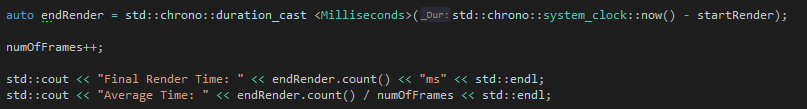 auto endRender = std::chrono::duration_cast <Milliseconds>(_Dur: std::chrono::system_clock::now() - startRender);
numOfFrames++;
std::cout << "Final Render Time: " << endRender.count() << "ms" << std::endl;
std::cout << "Average Time: " << endRender.count() / numOfFrames << std::endl;